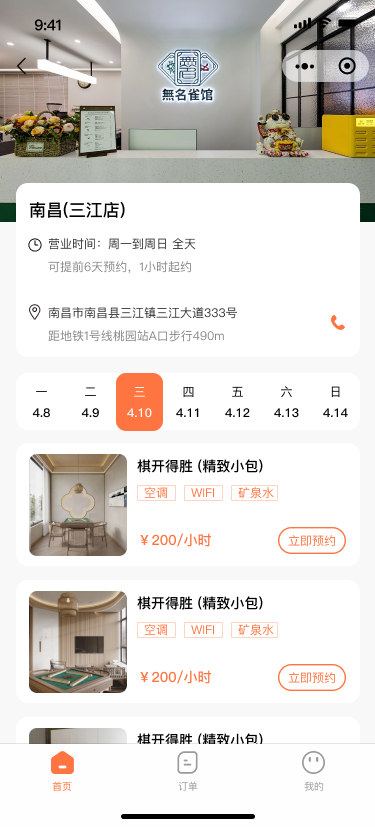 9:41
無名雀馆
南昌(三江店)
营业时间：周一到周日 全天
可提前6天预约，1小时起约
南昌市南昌县三江镇三江大道333号
距地铁1号线桃园站A口步行490m
一 二 三 四 五 六 日
4.8 4.9 4.10 4.11 4.12 4.13 4.14
棋开得胜 (精致小包)
空调 WIFI 矿泉水
￥200/小时 立即预约
棋开得胜 (精致小包)
空调 WIFI 矿泉水
￥200/小时 立即预约
棋开得胜 (精致小包)
首页 订单 我的